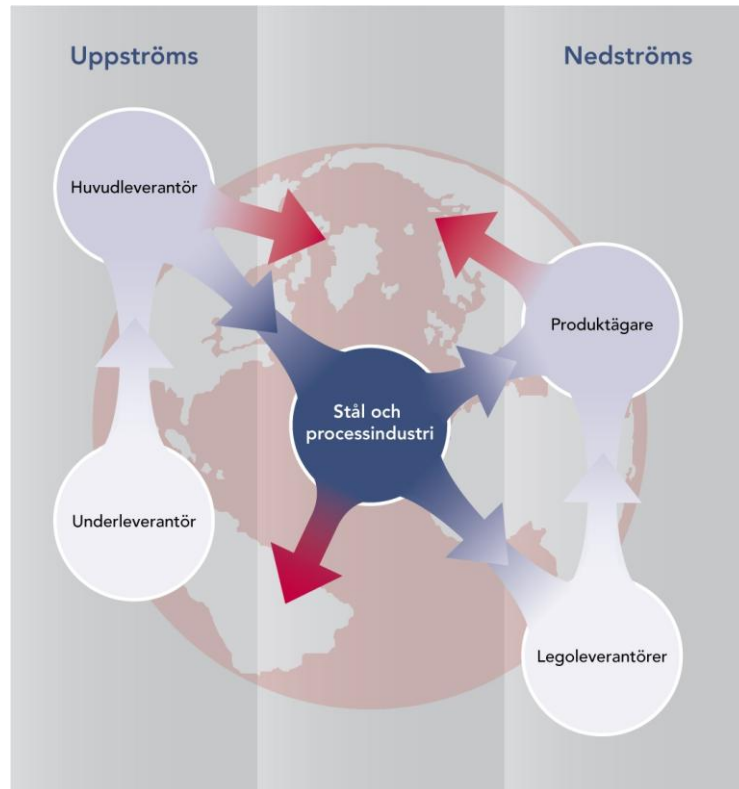 Uppströms
Nedströms
Huvudleverantör
Produktägare
Stål och
processindustri
Underleverantör
Legoleverantörer